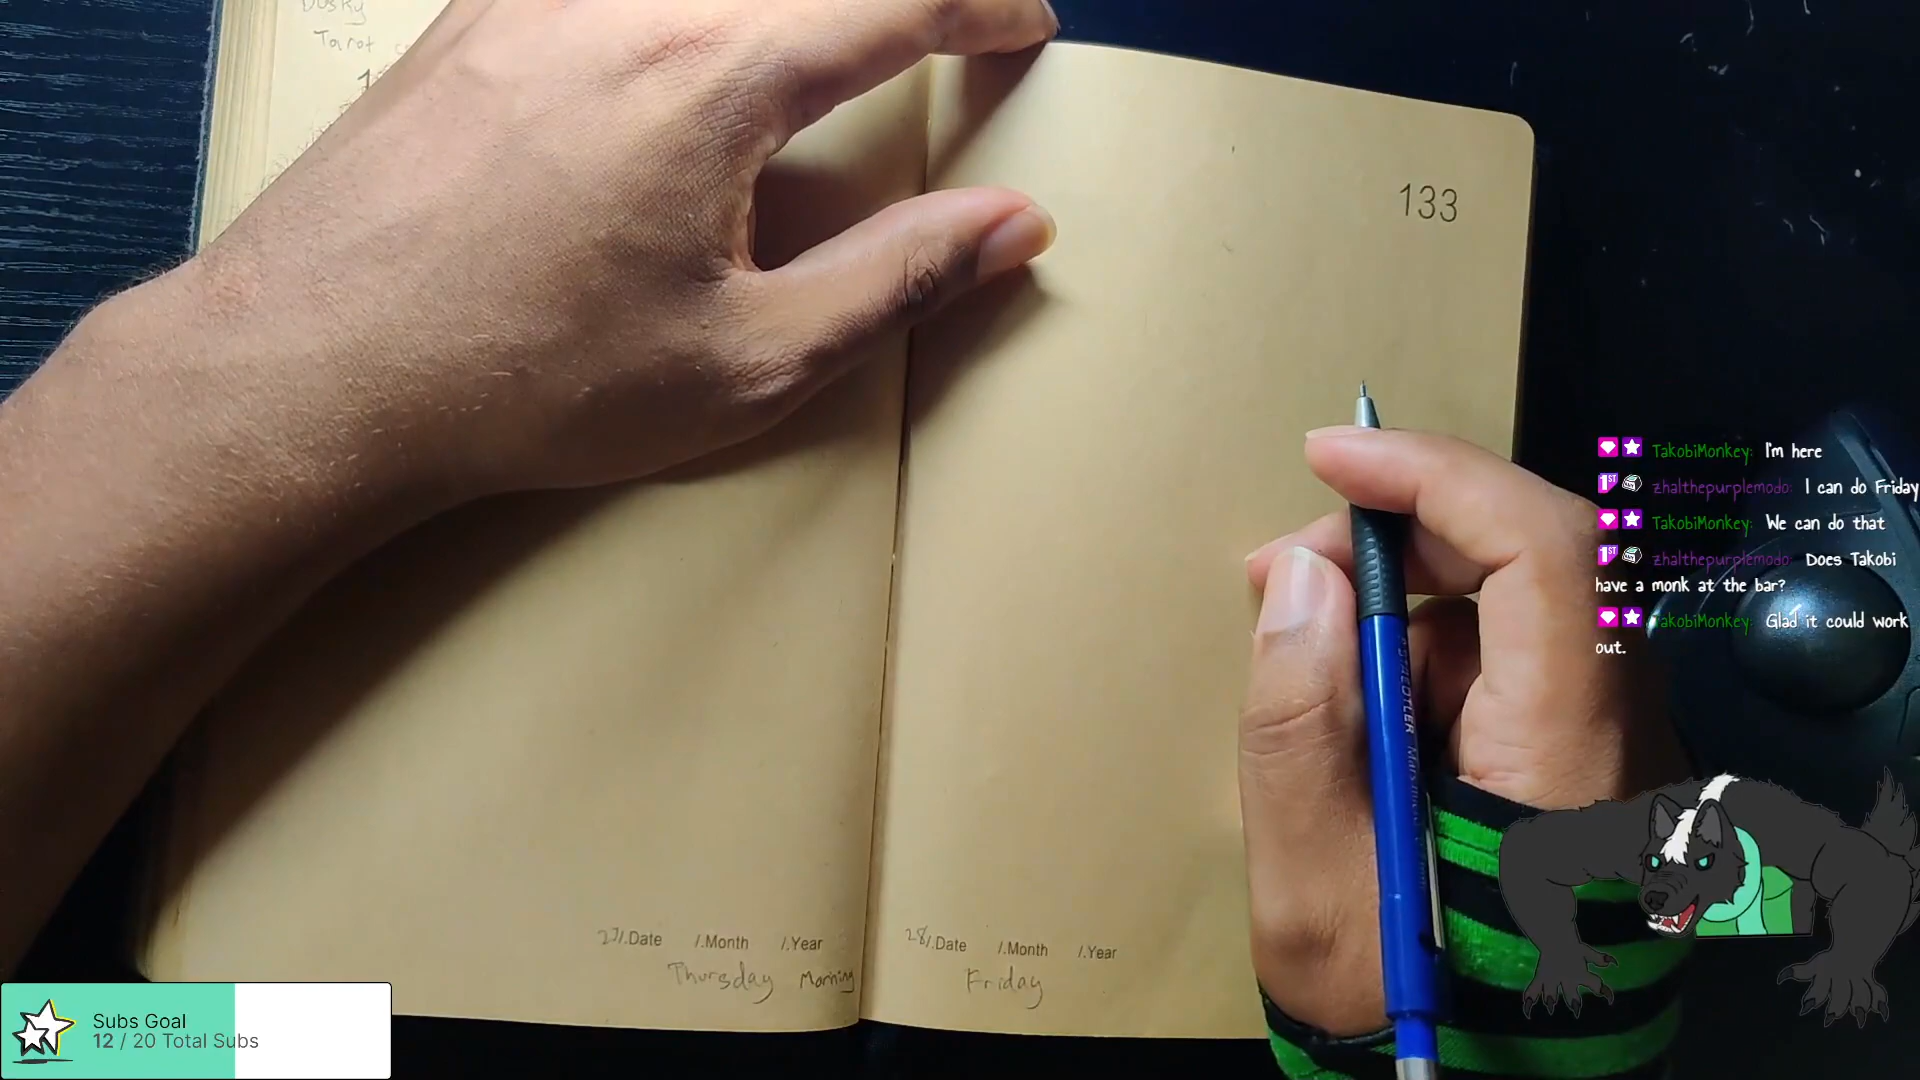 Dusky
Tarot
133
TakobiMonkey: I'm here
zhalthepurplemodo: I can do Friday
TakobiMonkey: We can do that
zhalthepurplemodo: Does Takobi
have a monk at the bar?
TakobiMonkey: Glad it could work
out.
STAEDTLER Mars
27/.Date /.Month /.Year
Thursday Morning
28/.Date /.Month /.Year
Friday
Subs Goal
12 / 20 Total Subs